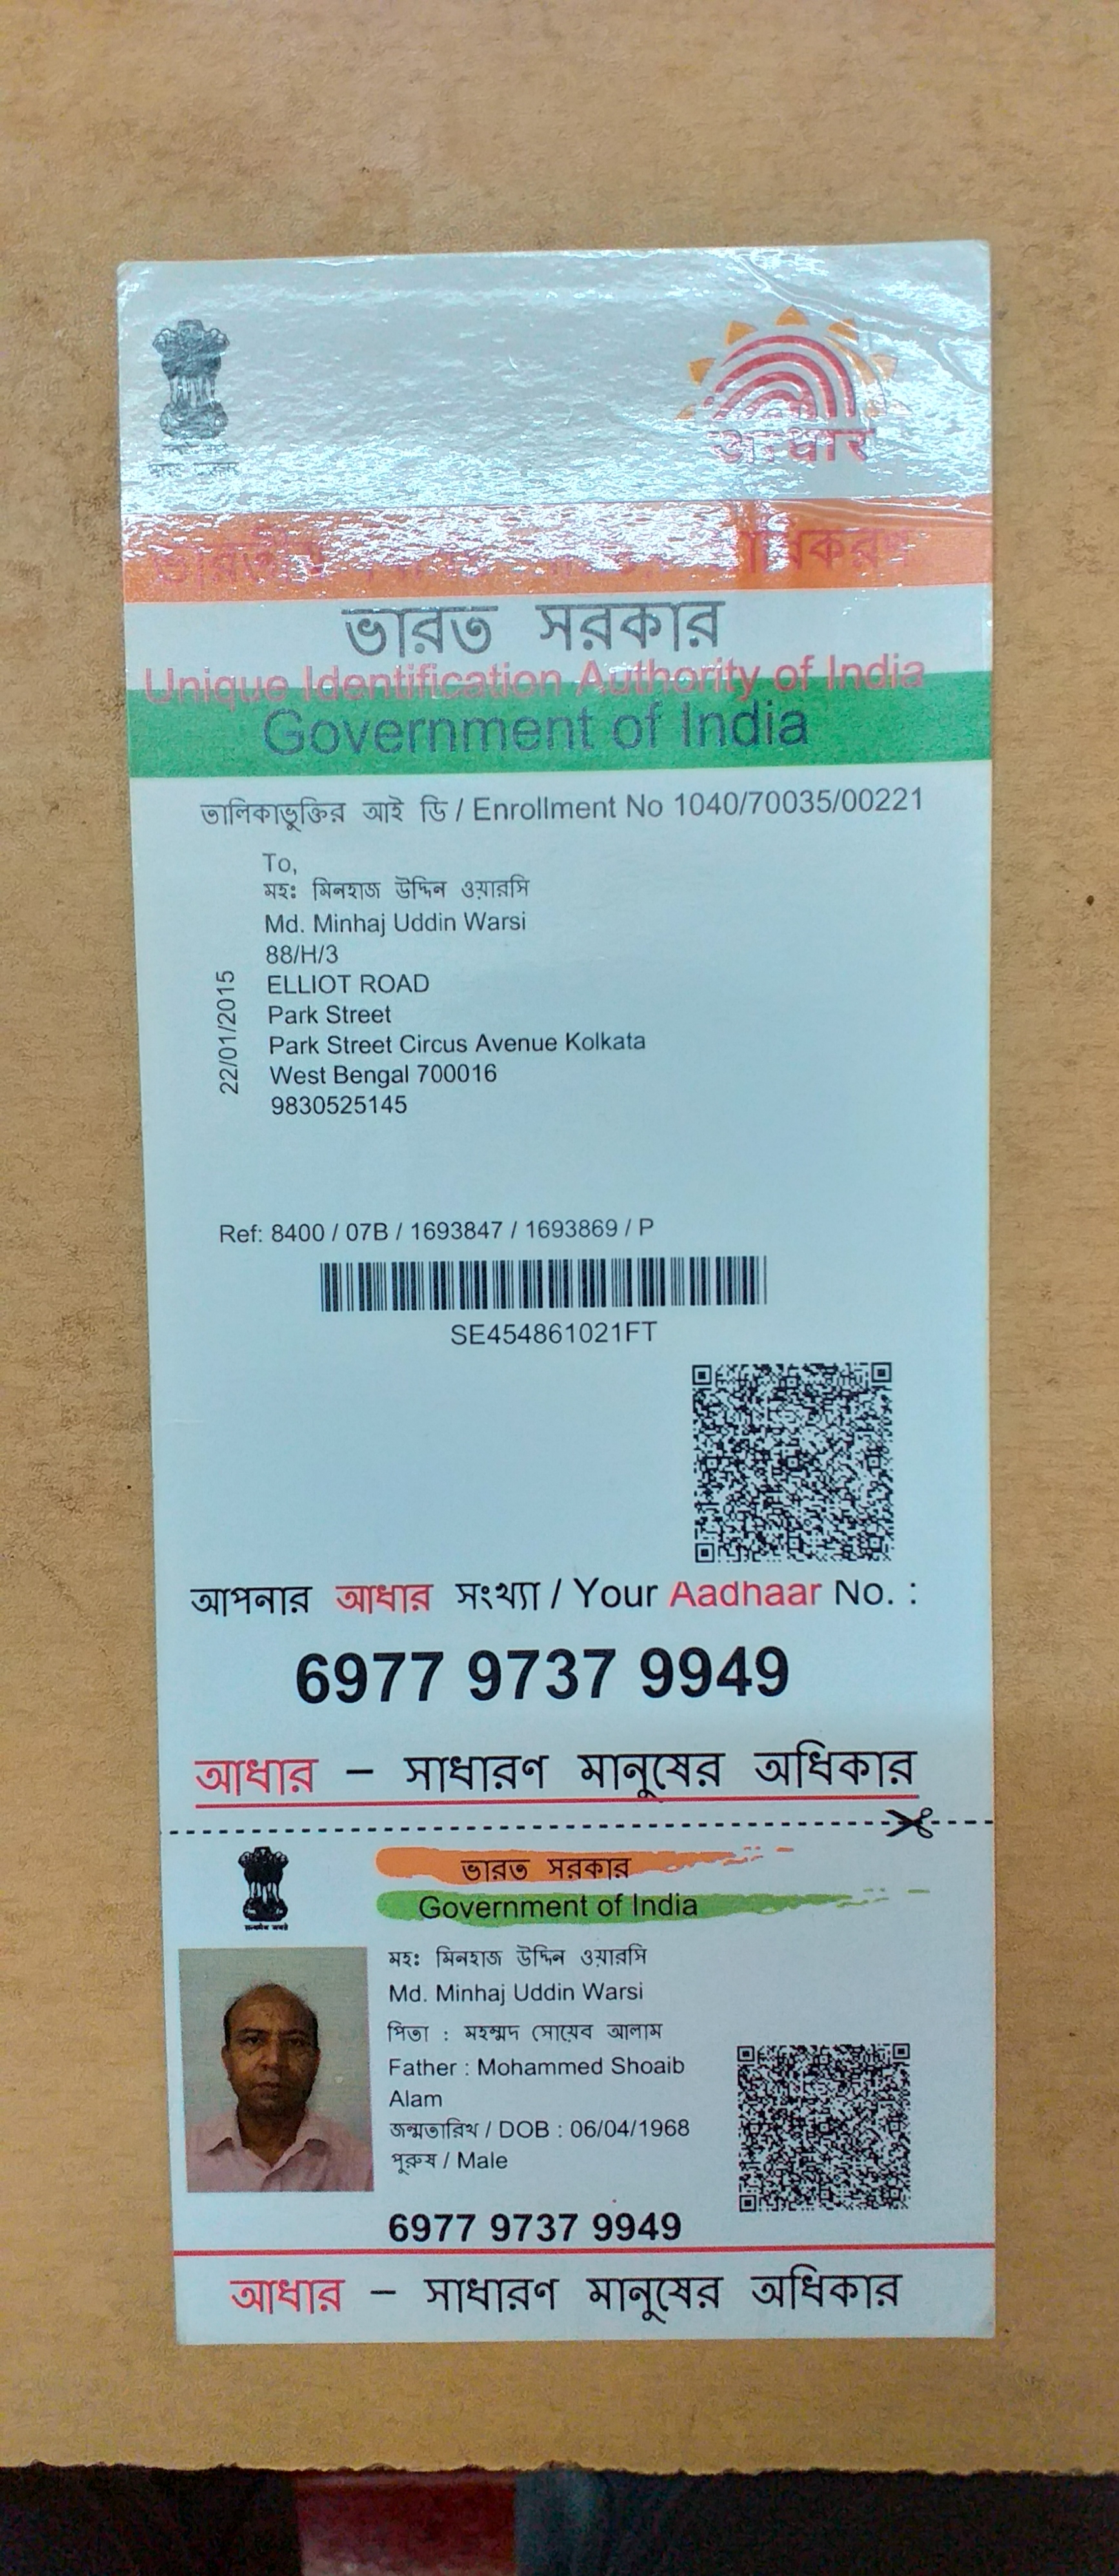 आधार
ভারত সরকার
Unique Identification Authority of India
Government of India
তালিকাভুক্তির আই ডি / Enrollment No 1040/70035/00221
To,
মহঃ মিনহাজ উদ্দিন ওয়ারসি
Md. Minhaj Uddin Warsi
88/H/3
ELLIOT ROAD
Park Street
Park Street Circus Avenue Kolkata
West Bengal 700016
9830525145
22/01/2015
Ref: 8400 / 07B / 1693847 / 1693869 / P
SE454861021FT
আপনার আধার সংখ্যা / Your Aadhaar No. :
6977 9737 9949
আধার – সাধারণ মানুষের অধিকার
ভারত সরকার
Government of India
মহঃ মিনহাজ উদ্দিন ওয়ারসি
Md. Minhaj Uddin Warsi
পিতা : মহম্মদ সোয়েব আলাম
Father : Mohammed Shoaib
Alam
জন্মতারিখ / DOB : 06/04/1968
পুরুষ / Male
6977 9737 9949
আধার – সাধারণ মানুষের অধিকার